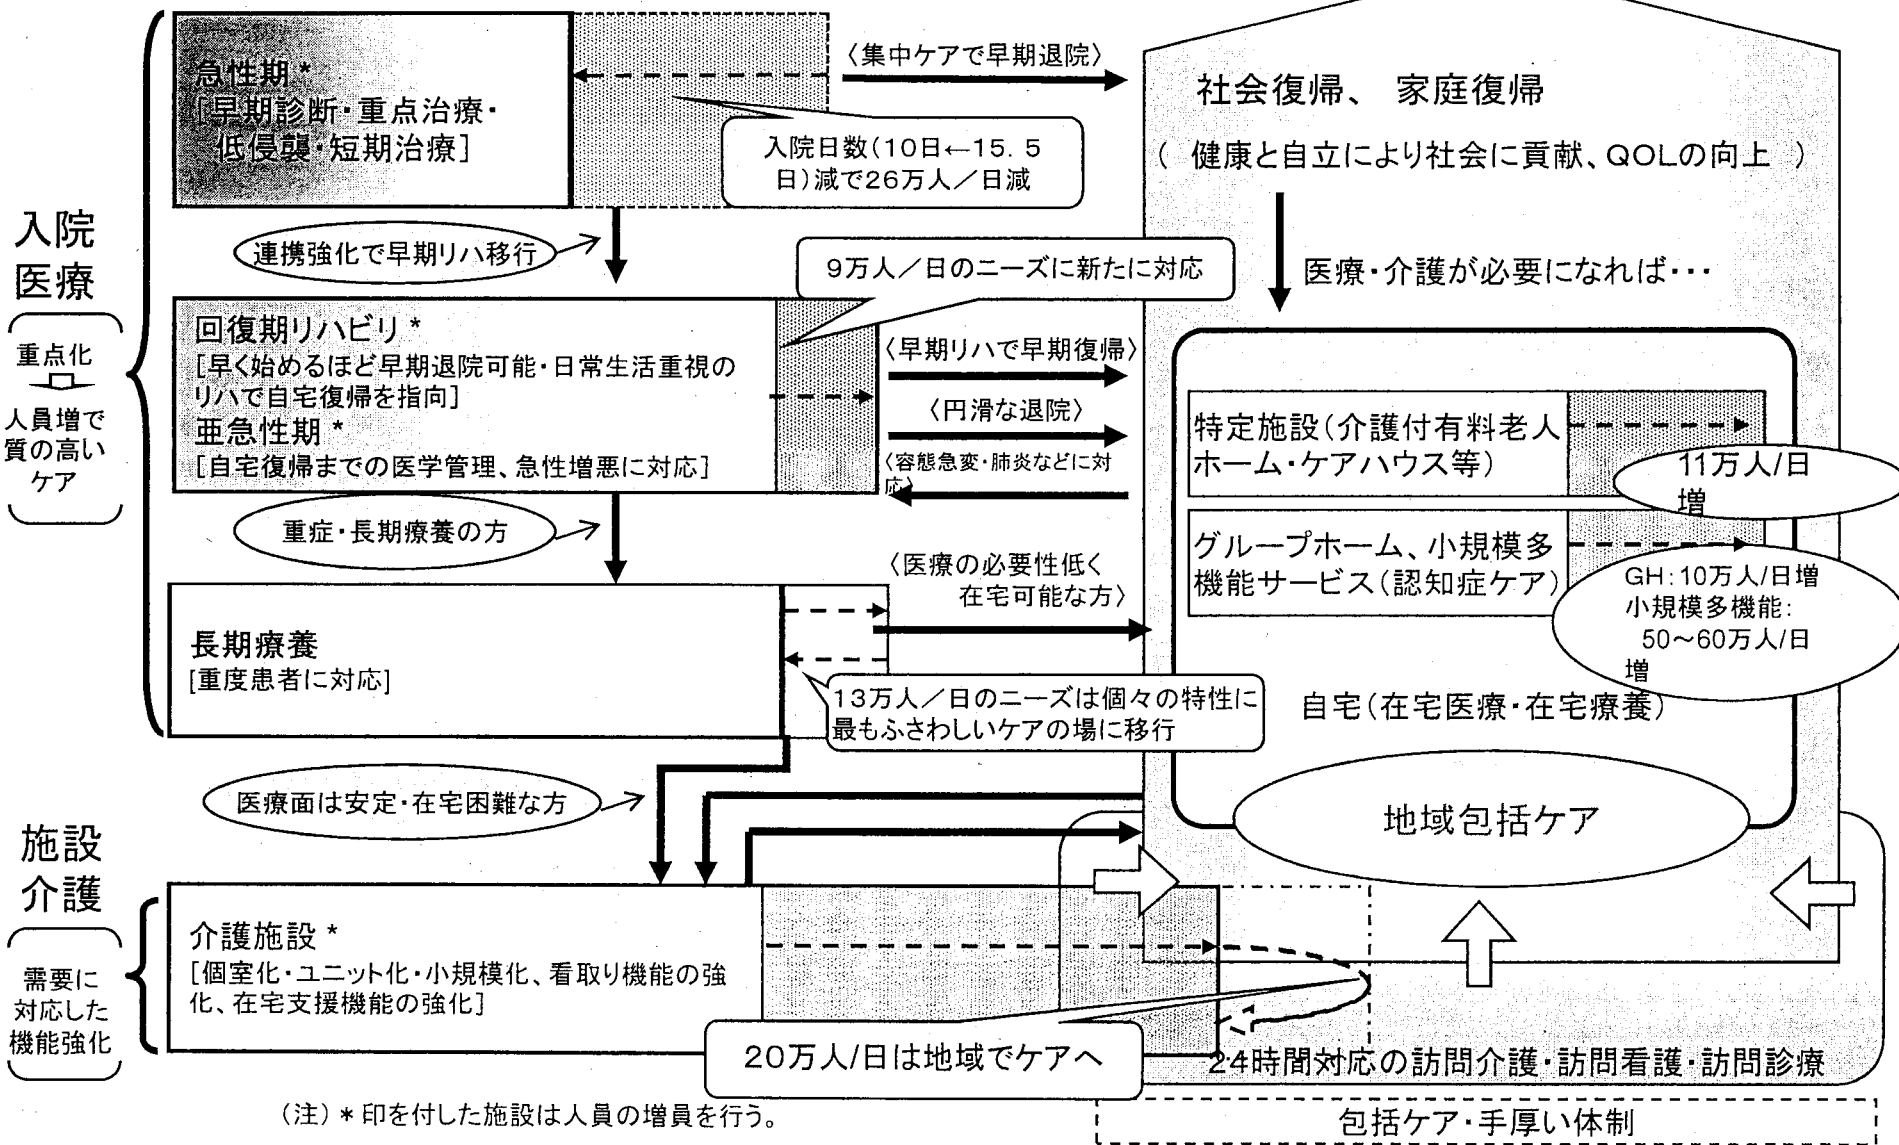 入院
医療
重点化
人員増で
質の高い
ケア
急性期 *
[早期診断・重点治療・
低侵襲・短期治療]
〈集中ケアで早期退院〉
入院日数(10日←15.5
日)減で26万人/日減
連携強化で早期リハ移行
9万人/日のニーズに新たに対応
回復期リハビリ *
[早く始めるほど早期退院可能・日常生活重視の
リハで自宅復帰を指向]
亜急性期 *
[自宅復帰までの医学管理、急性増悪に対応]
〈早期リハで早期復帰〉
〈円滑な退院〉
〈容態急変・肺炎などに対
応〉
重症・長期療養の方
〈医療の必要性低く
在宅可能な方〉
長期療養
[重度患者に対応]
13万人/日のニーズは個々の特性に
最もふさわしいケアの場に移行
医療面は安定・在宅困難な方
社会復帰、 家庭復帰
( 健康と自立により社会に貢献、QOLの向上 )
医療・介護が必要になれば・・・
特定施設(介護付有料老人
ホーム・ケアハウス等)
11万人/日
増
グループホーム、小規模多
機能サービス(認知症ケア)
GH:10万人/日増
小規模多機能:
50~60万人/日
増
自宅(在宅医療・在宅療養)
地域包括ケア
施設
介護
需要に
対応した
機能強化
介護施設 *
[個室化・ユニット化・小規模化、看取り機能の強
化、在宅支援機能の強化]
20万人/日は地域でケアへ
24時間対応の訪問介護・訪問看護・訪問診療
(注) * 印を付した施設は人員の増員を行う。
包括ケア・手厚い体制